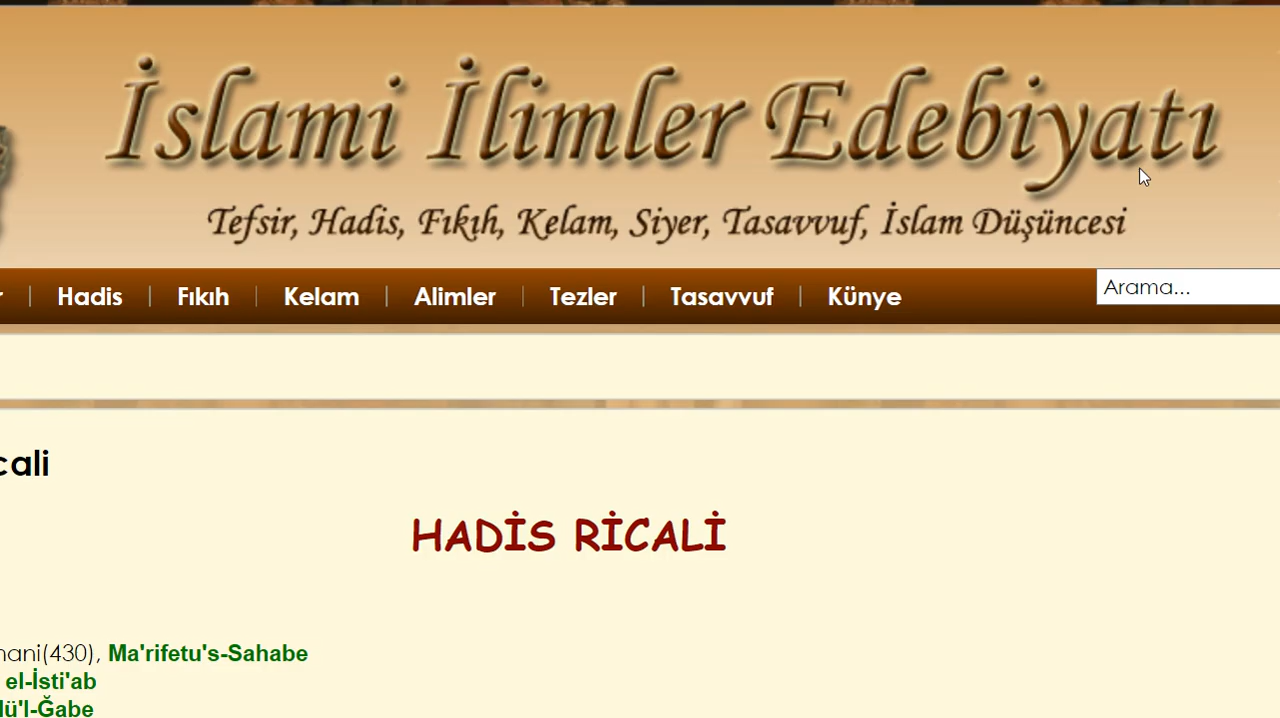 İslami İlimler Edebiyatı
Tefsir, Hadis, Fıkıh, Kelam, Siyer, Tasavvuf, İslam Düşüncesi
Hadis | Fıkıh | Kelam | Alimler | Tezler | Tasavvuf | Künye
Arama...
cali
HADİS RİCALİ
nani(430), Ma'rifetu's-Sahabe
el-İsti'ab
dü'l-Ğabe